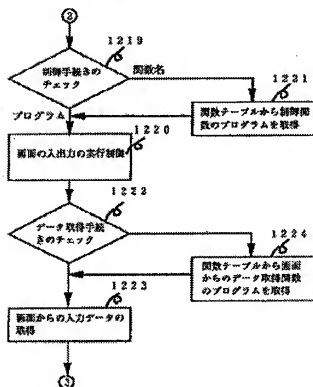 ②
1219
制御手続きの
チェック
関数名
1221
関数テーブルから制御関
数のプログラムを取得
プログラム
1220
画面の入出力の実行制御
1222
データ取得手続
きのチェック
1224
関数テーブルから画面
からのデータ取得関数
のプログラムを取得
1223
画面からの入力データの
取得
③